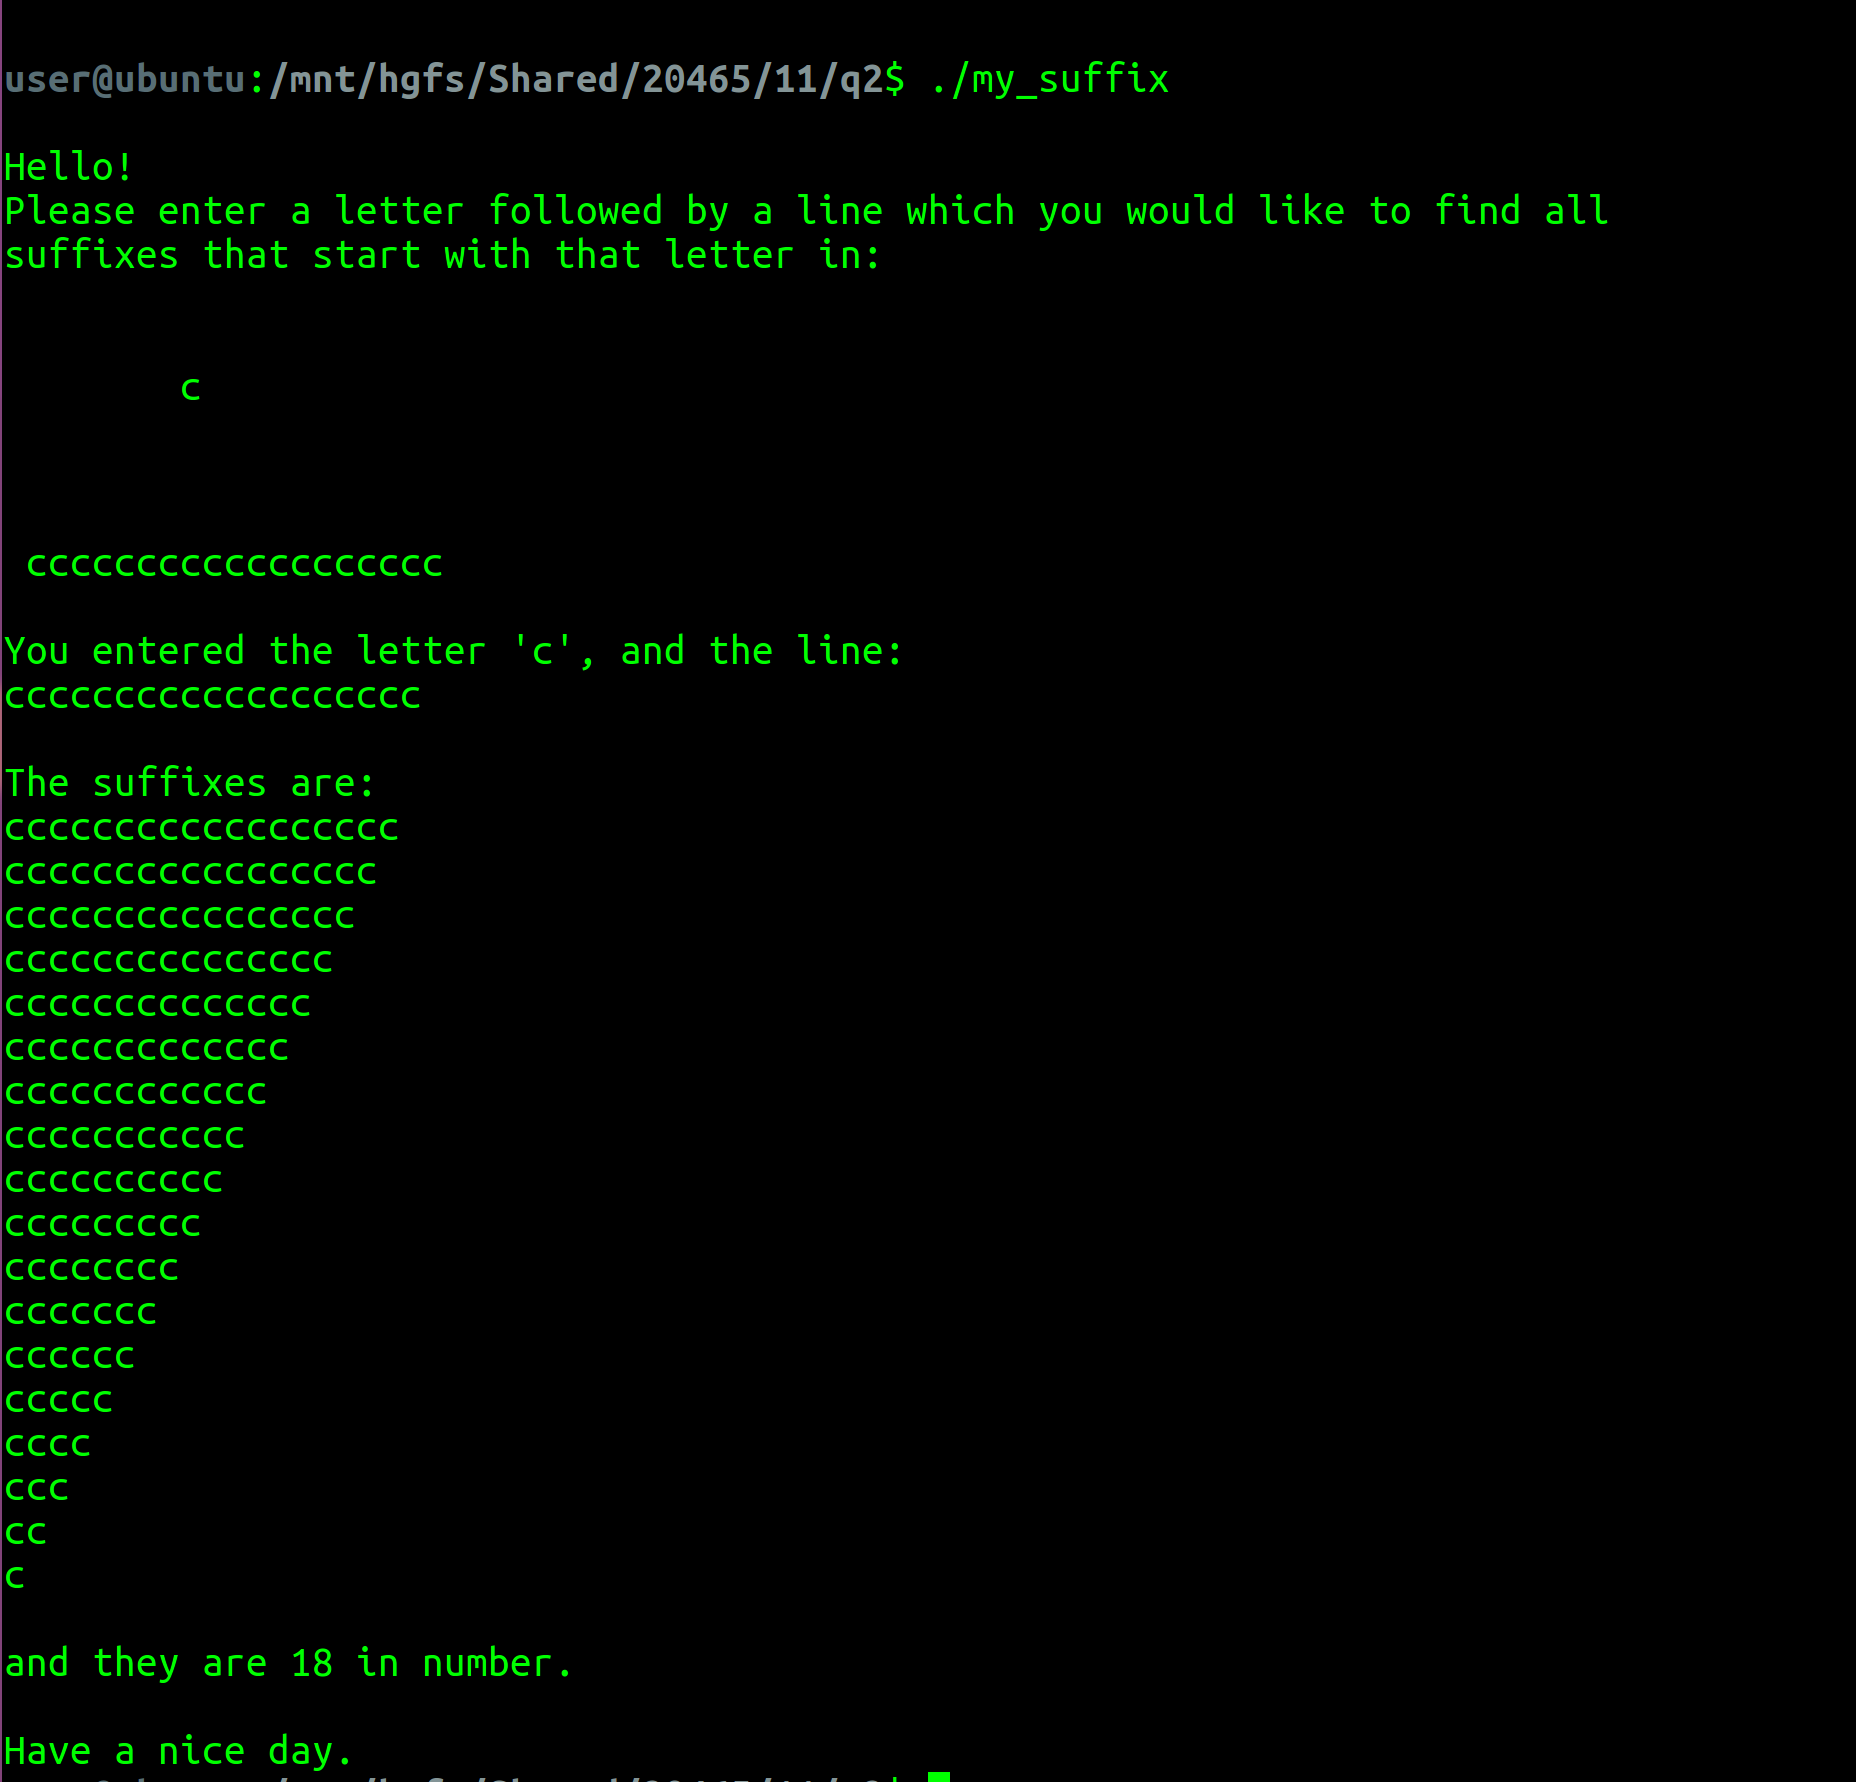 user@ubuntu:/mnt/hgfs/Shared/20465/11/q2$ ./my_suffix
Hello!
Please enter a letter followed by a line which you would like to find all
suffixes that start with that letter in:
c
ccccccccccccccccccc
You entered the letter 'c', and the line:
ccccccccccccccccccc
The suffixes are:
cccccccccccccccccc
ccccccccccccccccc
cccccccccccccccc
ccccccccccccccc
cccccccccccccc
ccccccccccccc
cccccccccccc
ccccccccccc
cccccccccc
ccccccccc
cccccccc
ccccccc
cccccc
ccccc
cccc
ccc
cc
c
and they are 18 in number.
Have a nice day.